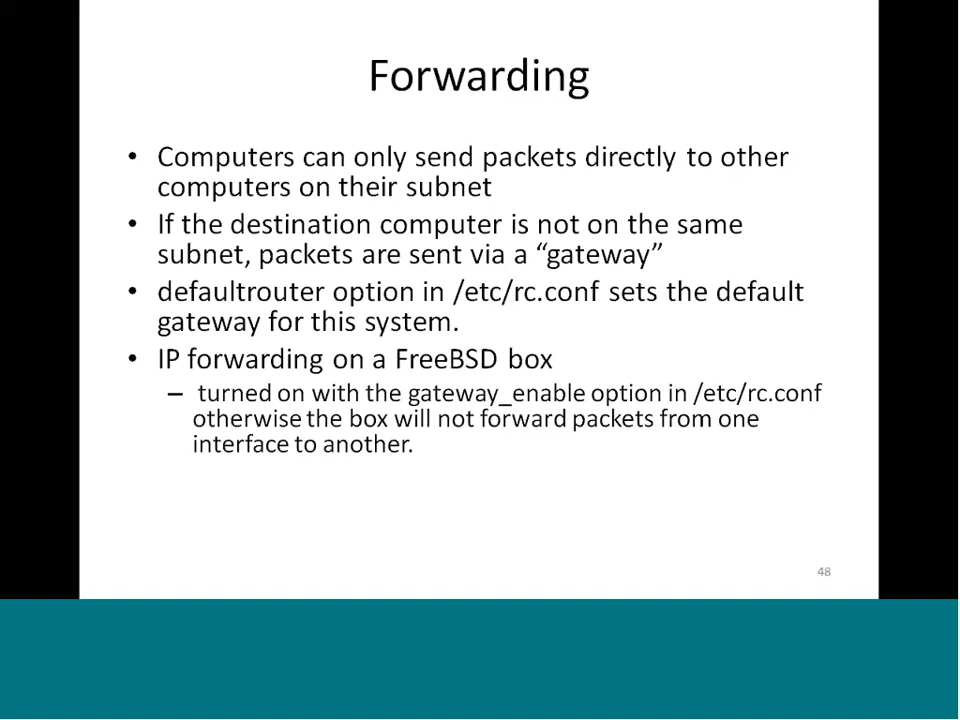 Forwarding
• Computers can only send packets directly to other
computers on their subnet
• If the destination computer is not on the same
subnet, packets are sent via a “gateway”
• defaultrouter option in /etc/rc.conf sets the default
gateway for this system.
• IP forwarding on a FreeBSD box
– turned on with the gateway_enable option in /etc/rc.conf
otherwise the box will not forward packets from one
interface to another.
48